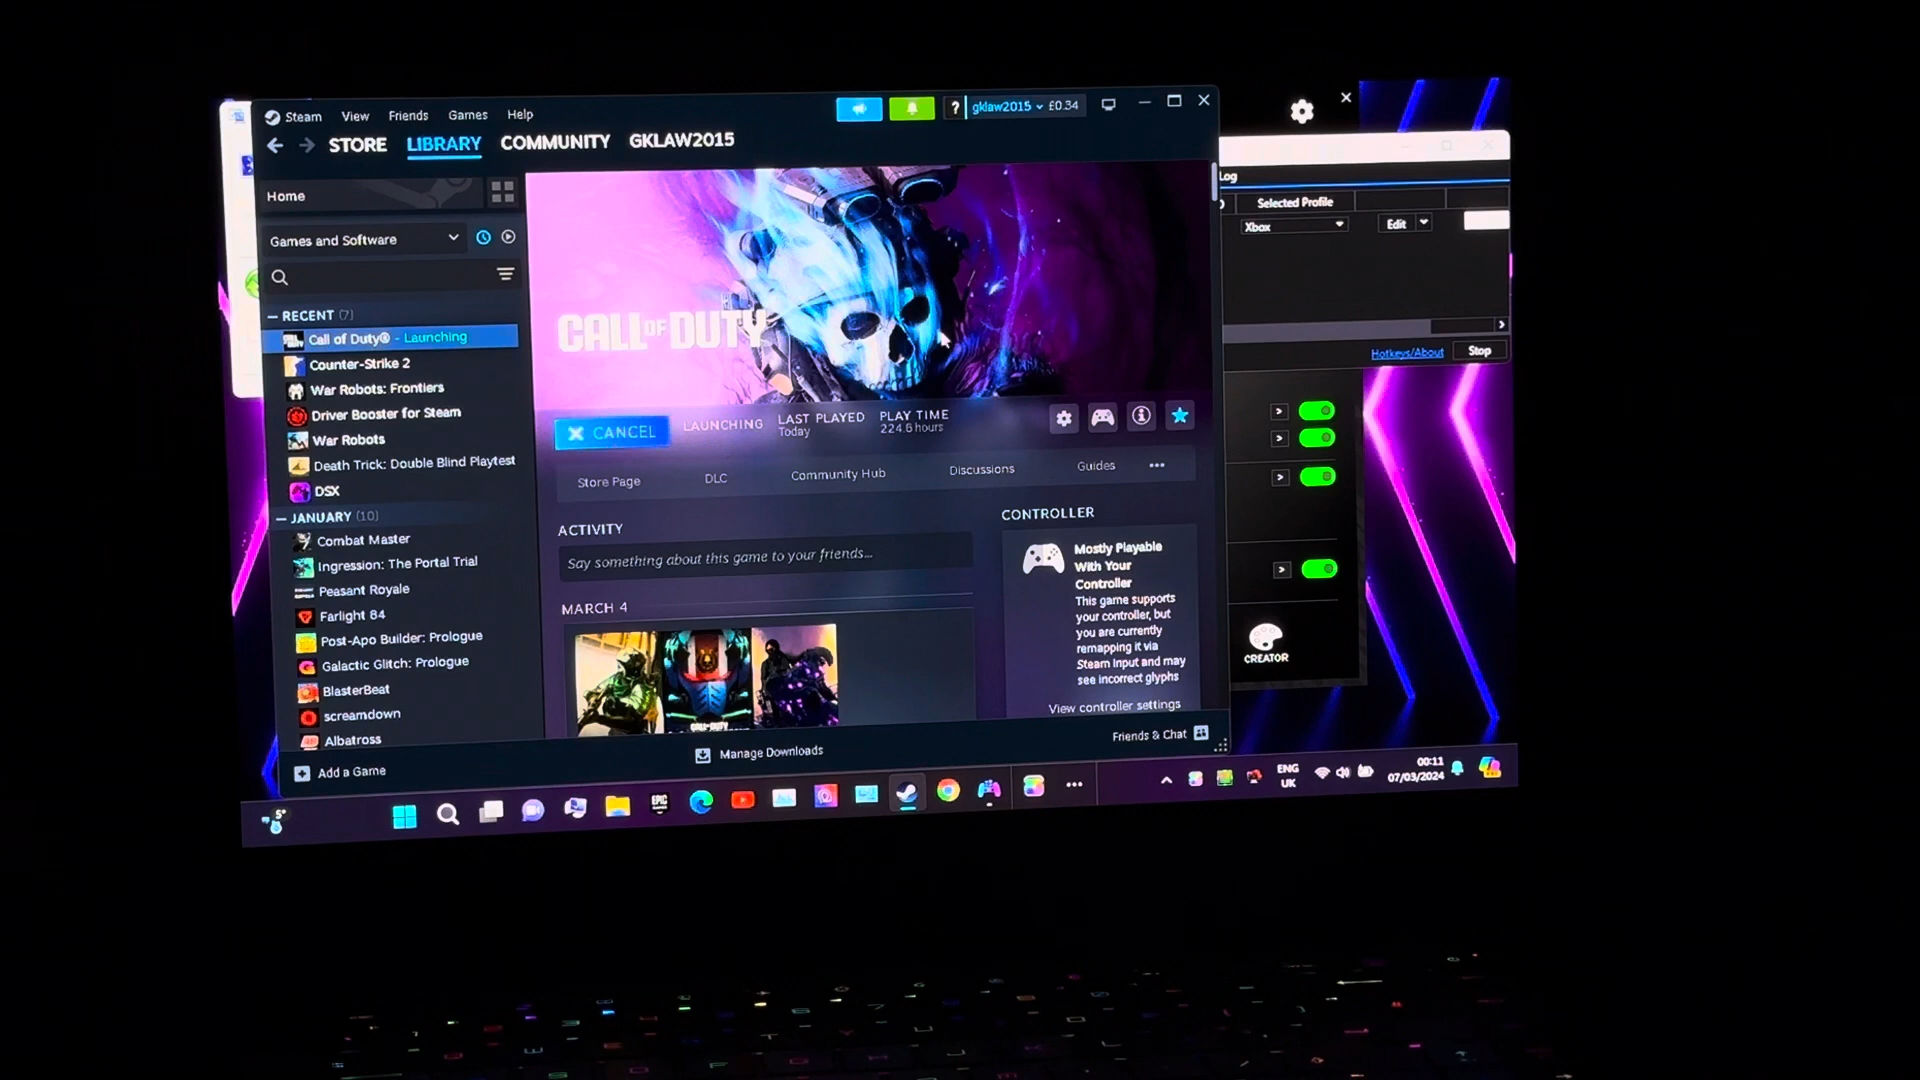 Steam View Friends Games Help
? gklaw2015 £0.34
STORE LIBRARY COMMUNITY GKLAW2015
Home
Games and Software
RECENT (7)
Call of Duty® - Launching
Counter-Strike 2
War Robots: Frontiers
Driver Booster for Steam
War Robots
Death Trick: Double Blind Playtest
DSX
JANUARY (10)
Combat Master
Ingression: The Portal Trial
Peasant Royale
Farlight 84
Post-Apo Builder: Prologue
Galactic Glitch: Prologue
BlasterBeat
screamdown
Albatross
Add a Game
CALL OF DUTY
CANCEL LAUNCHING
LAST PLAYED
Today
PLAY TIME
224.6 hours
Store Page DLC Community Hub Discussions Guides •••
ACTIVITY
Say something about this game to your friends...
MARCH 4
CALL OF DUTY
CONTROLLER
Mostly Playable
With Your
Controller
This game supports
your controller, but
you are currently
remapping it via
Steam Input and may
see incorrect glyphs
View controller settings
Manage Downloads
Friends & Chat
Log
Selected Profile
Xbox Edit
Hotkeys/About Stop
CREATOR
5°
EPIC
ENG
UK
00:11
07/03/2024